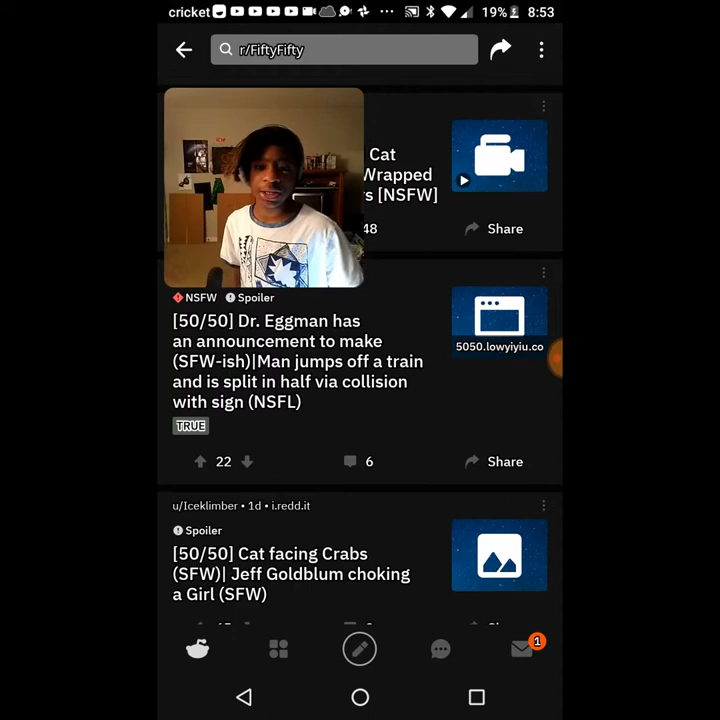 cricket 19% 8:53
r/FiftyFifty
Cat
Wrapped
s [NSFW]
48 Share
NSFW Spoiler
[50/50] Dr. Eggman has
an announcement to make
(SFW-ish)|Man jumps off a train
and is split in half via collision
with sign (NSFL)
5050.lowyiyiu.co
TRUE
22 6 Share
u/Iceklimber • 1d • i.redd.it
Spoiler
[50/50] Cat facing Crabs
(SFW)| Jeff Goldblum choking
a Girl (SFW)
1